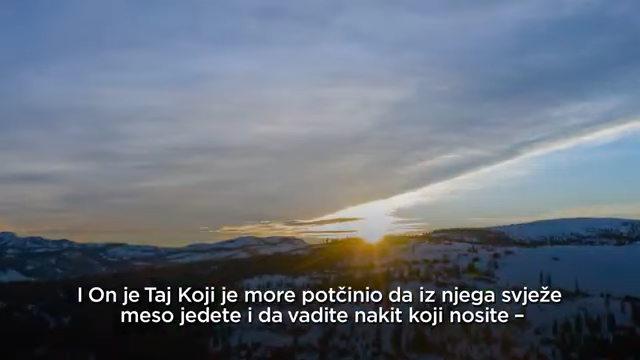 I On je Taj Koji je more potčinio da iz njega svježe
meso jedete i da vadite nakit koji nosite –